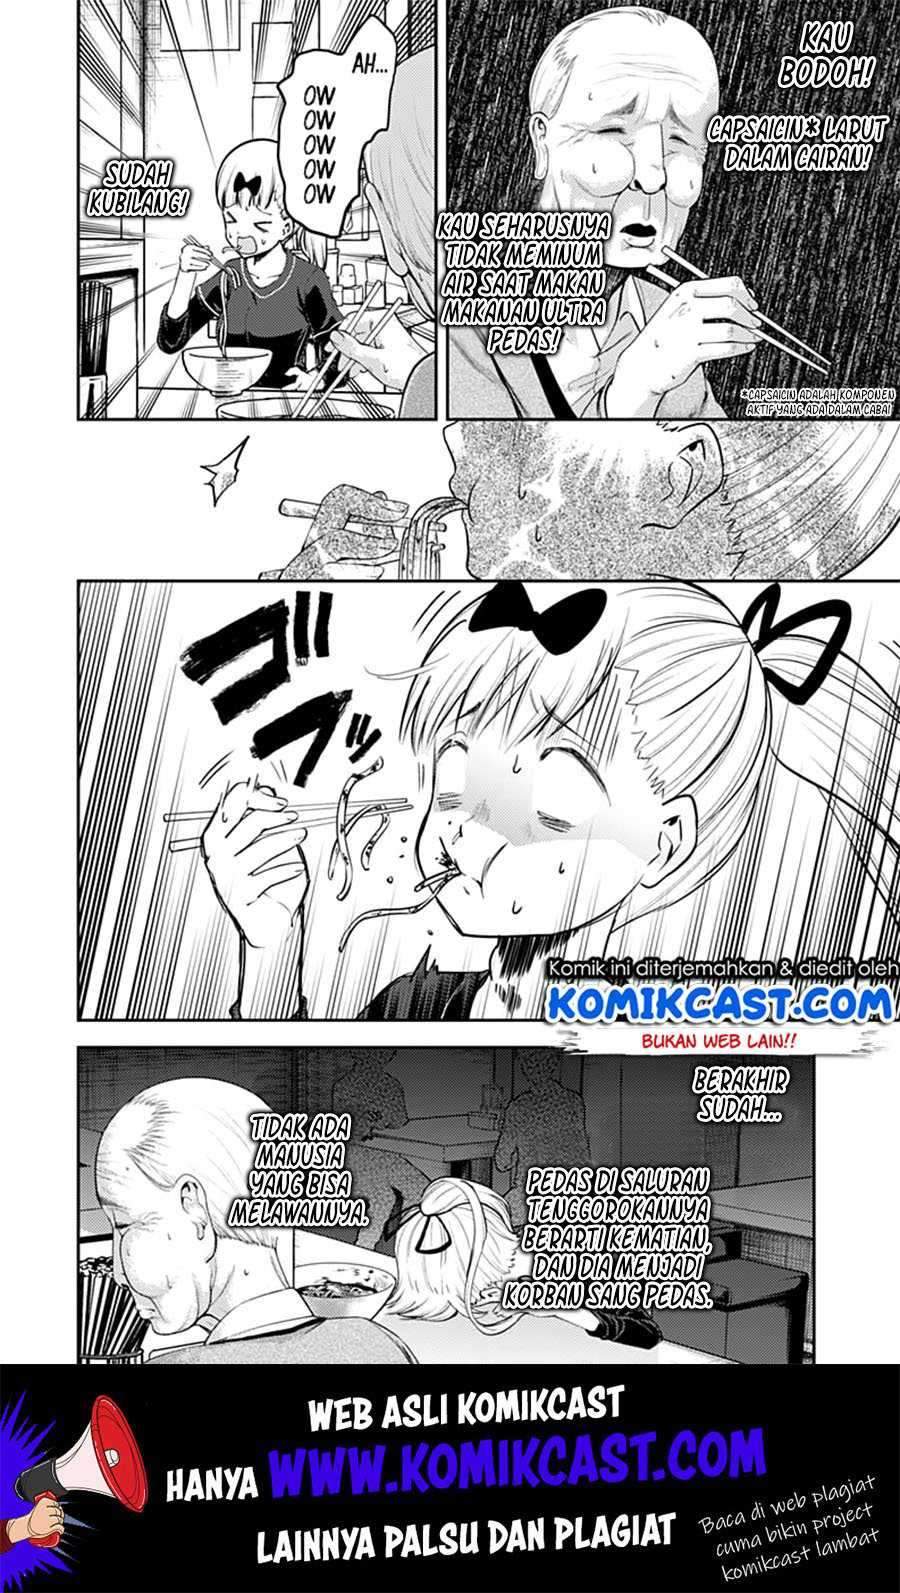 KAU
BODOH!
CAPSAICIN* LARUT
DALAM CAIRAN!
KAU SEHARUSNYA
TIDAK MEMINUM
AIR SAAT MAKAN
MAKANAN ULTRA
PEDAS!
*CAPSAICIN ADALAH KOMPONEN
AKTIF YANG ADA DALAM CABAI
AH...
OW
OW
OW
OW
OW
SUDAH
KUBILANG!
ゴフッ
Komik ini diterjemahkan & diedit oleh
KOMIKCAST.COM
BUKAN WEB LAIN!!
BERAKHIR
SUDAH...
PEDAS DI SALURAN
TENGGOROKANNYA
BERARTI KEMATIAN,
DAN DIA MENJADI
KORBAN SANG PEDAS.
TIDAK ADA
MANUSIA
YANG BISA
MELAWANNYA.
WEB ASLI KOMIKCAST
HANYA WWW.KOMIKCAST.COM
LAINNYA PALSU DAN PLAGIAT
Baca di web plagiat
cuma bikin project
komikcast lambat